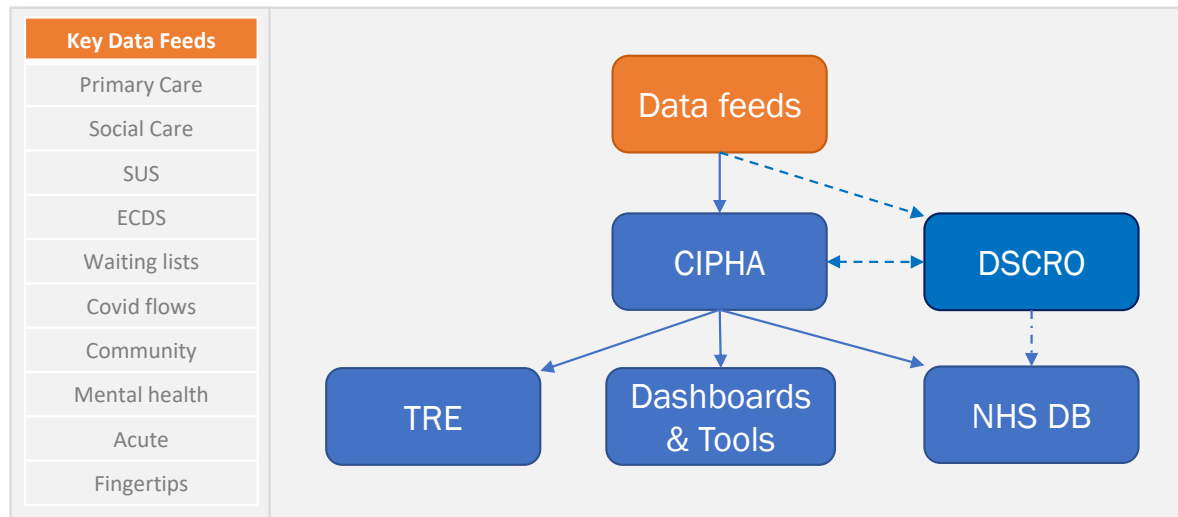 Key Data Feeds
Primary Care
Social Care
SUS
ECDS
Waiting lists
Covid flows
Community
Mental health
Acute
Fingertips
Data feeds
CIPHA
DSCRO
TRE
Dashboards
& Tools
NHS DB